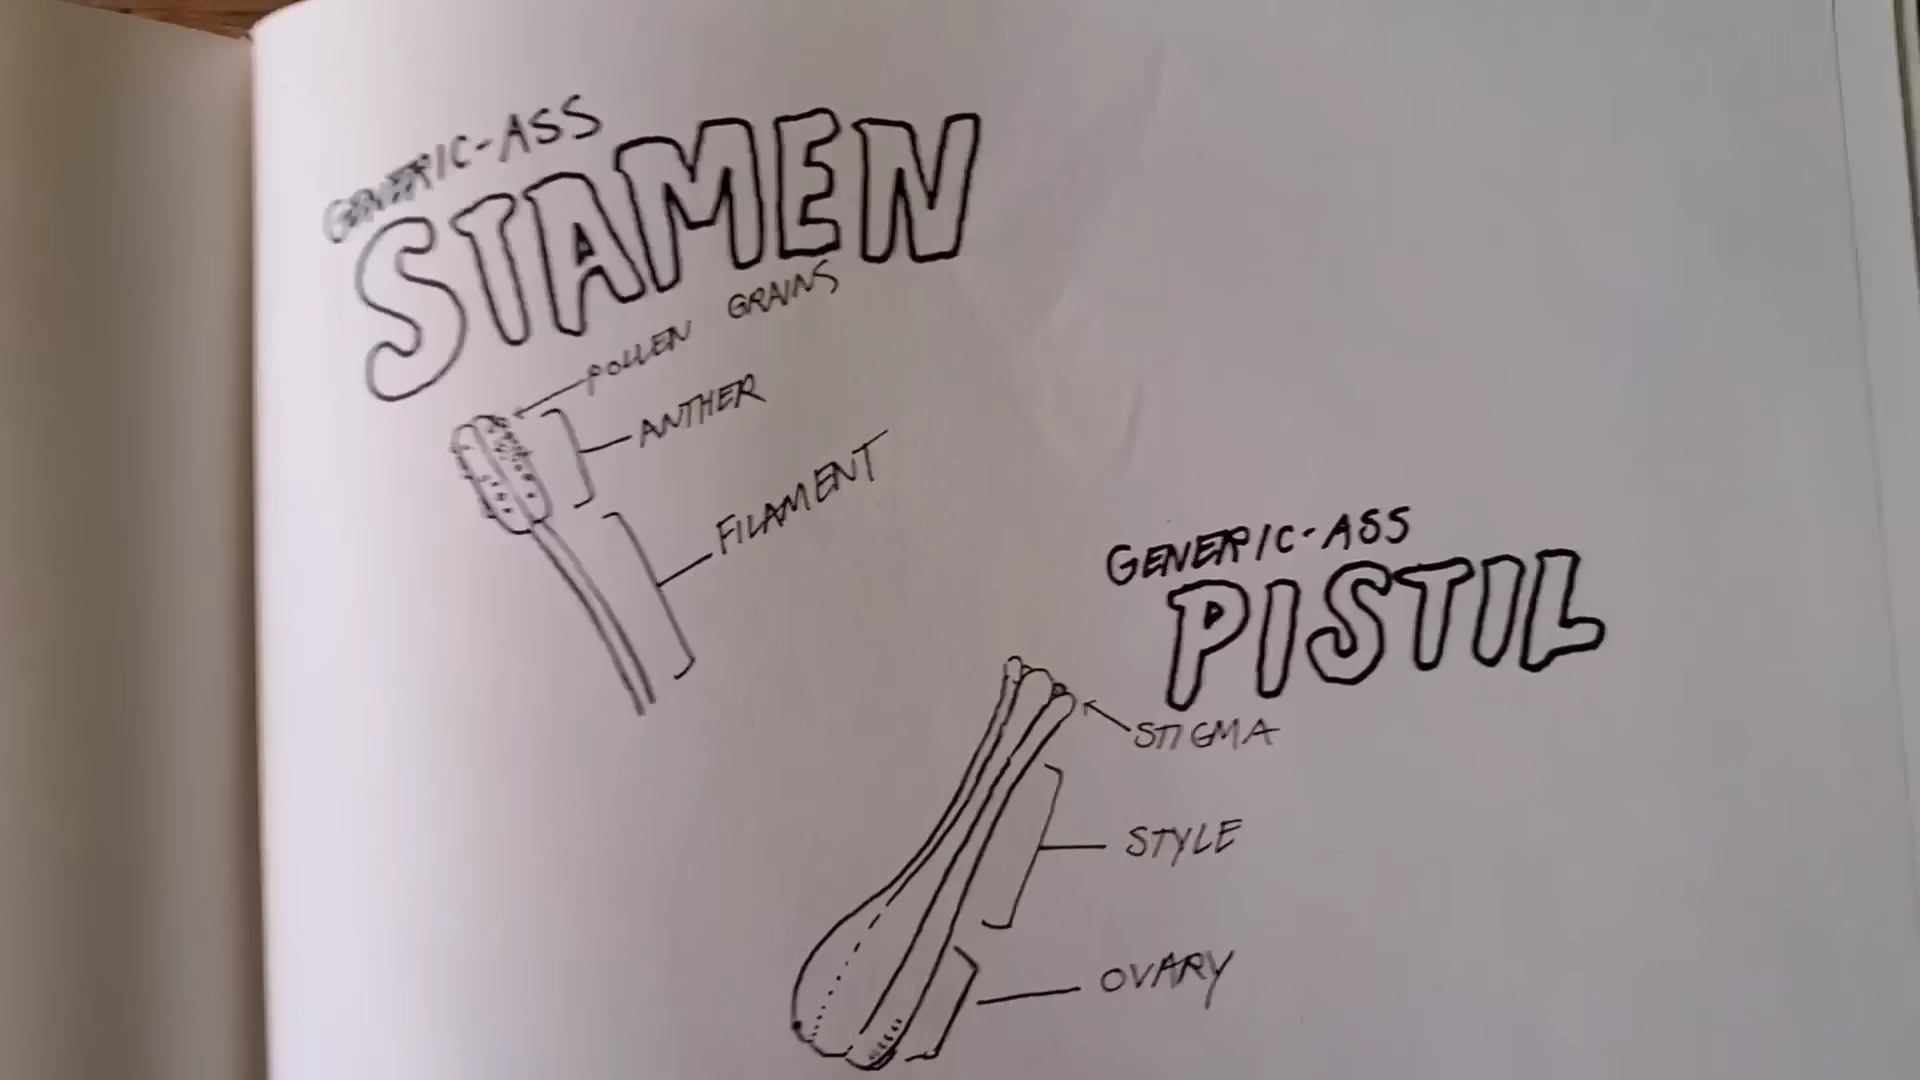 GENERIC-ASS
STAMEN
POLLEN GRAINS
ANTHER
FILAMENT
GENERIC-ASS
PISTIL
STIGMA
STYLE
OVARY